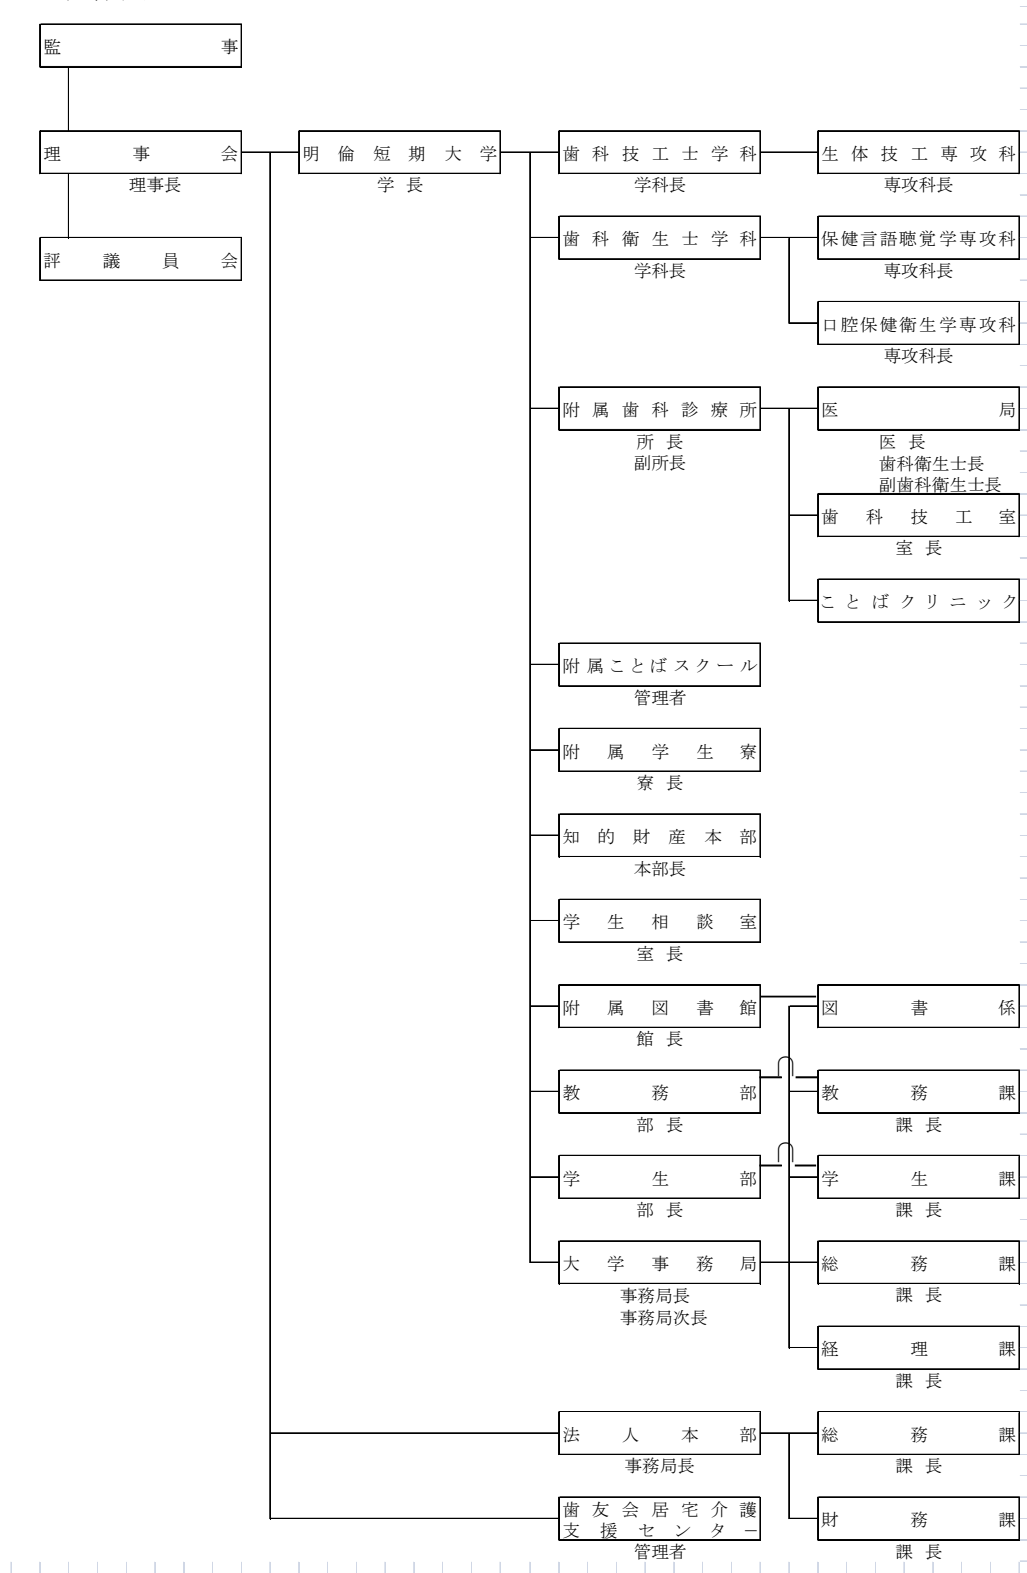 監事
理事会
理事長
評議員会
明倫短期大学
学長
歯科技工士学科
学科長
生体技工専攻科
専攻科長
歯科衛生士学科
学科長
保健言語聴覚学専攻科
専攻科長
口腔保健衛生学専攻科
専攻科長
附属歯科診療所
所長
副所長
医局
医長
歯科衛生士長
副歯科衛生士長
歯科技工室
室長
ことばクリニック
附属ことばスクール
管理者
附属学生寮
寮長
知的財産本部
本部長
学生相談室
室長
附属図書館
館長
図書係
教務部
部長
教務課
課長
学生部
部長
学生課
課長
大学事務局
事務局長
事務局次長
総務課
課長
経理課
課長
法人本部
事務局長
総務課
課長
歯友会居宅介護
支援センター
管理者
財務課
課長